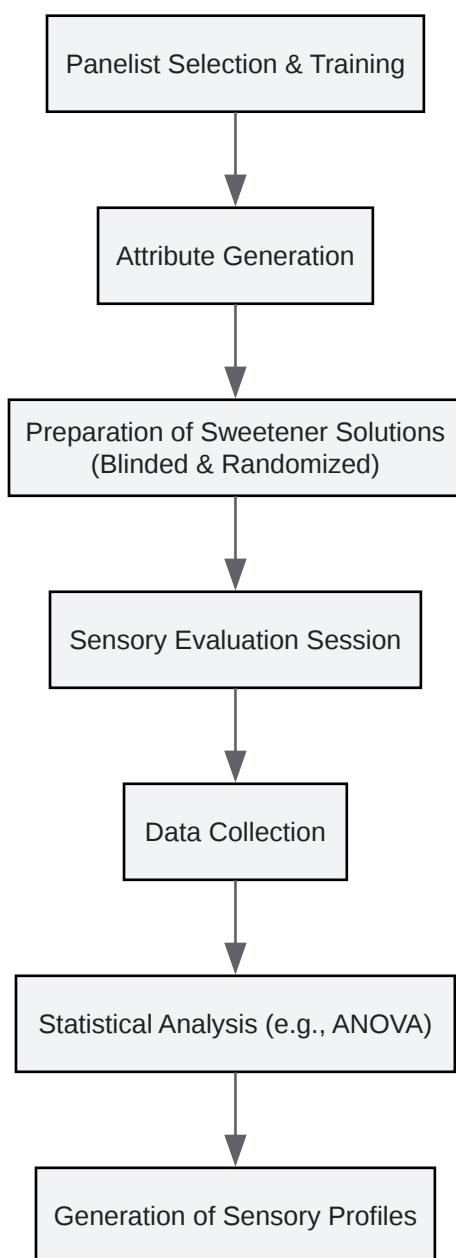 Panelist Selection & Training
Attribute Generation
Preparation of Sweetener Solutions
(Blinded & Randomized)
Sensory Evaluation Session
Data Collection
Statistical Analysis (e.g., ANOVA)
Generation of Sensory Profiles